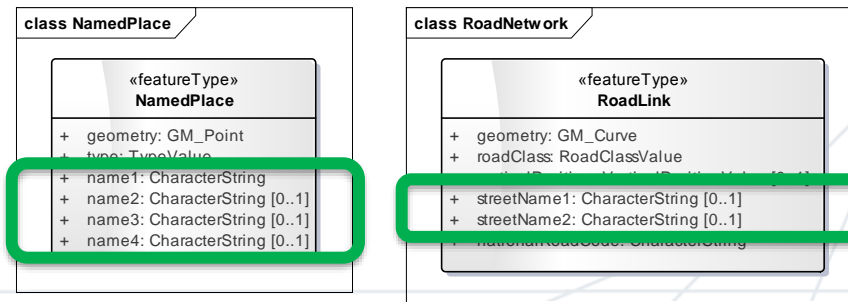 class NamedPlace
«featureType»
NamedPlace
+ geometry: GM_Point
+ type: TypeValue
+ name1: CharacterString
+ name2: CharacterString [0..1]
+ name3: CharacterString [0..1]
+ name4: CharacterString [0..1]
class RoadNetwork
«featureType»
RoadLink
+ geometry: GM_Curve
+ roadClass: RoadClassValue
+ streetName1: CharacterString [0..1]
+ streetName2: CharacterString [0..1]
+ nationalRoadCode: CharacterString